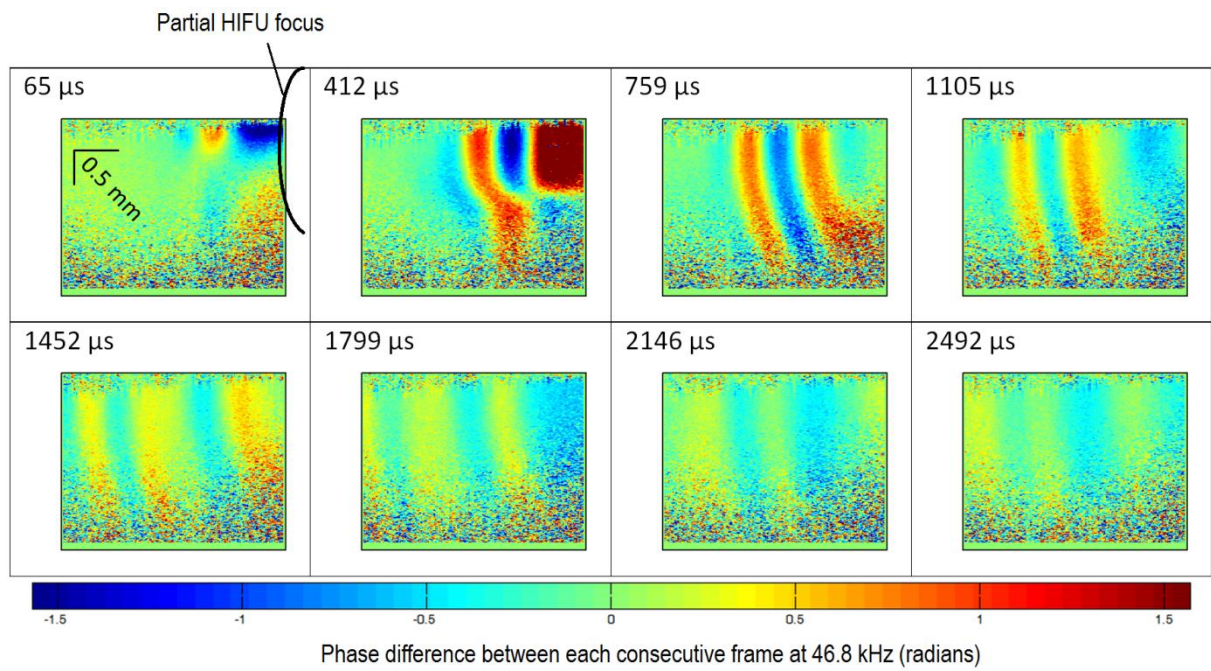 Partial HIFU focus
65 µs
412 µs
759 µs
1105 µs
0.5 mm
1452 µs
1799 µs
2146 µs
2492 µs
-1.5 -1 -0.5 0 0.5 1 1.5
Phase difference between each consecutive frame at 46.8 kHz (radians)